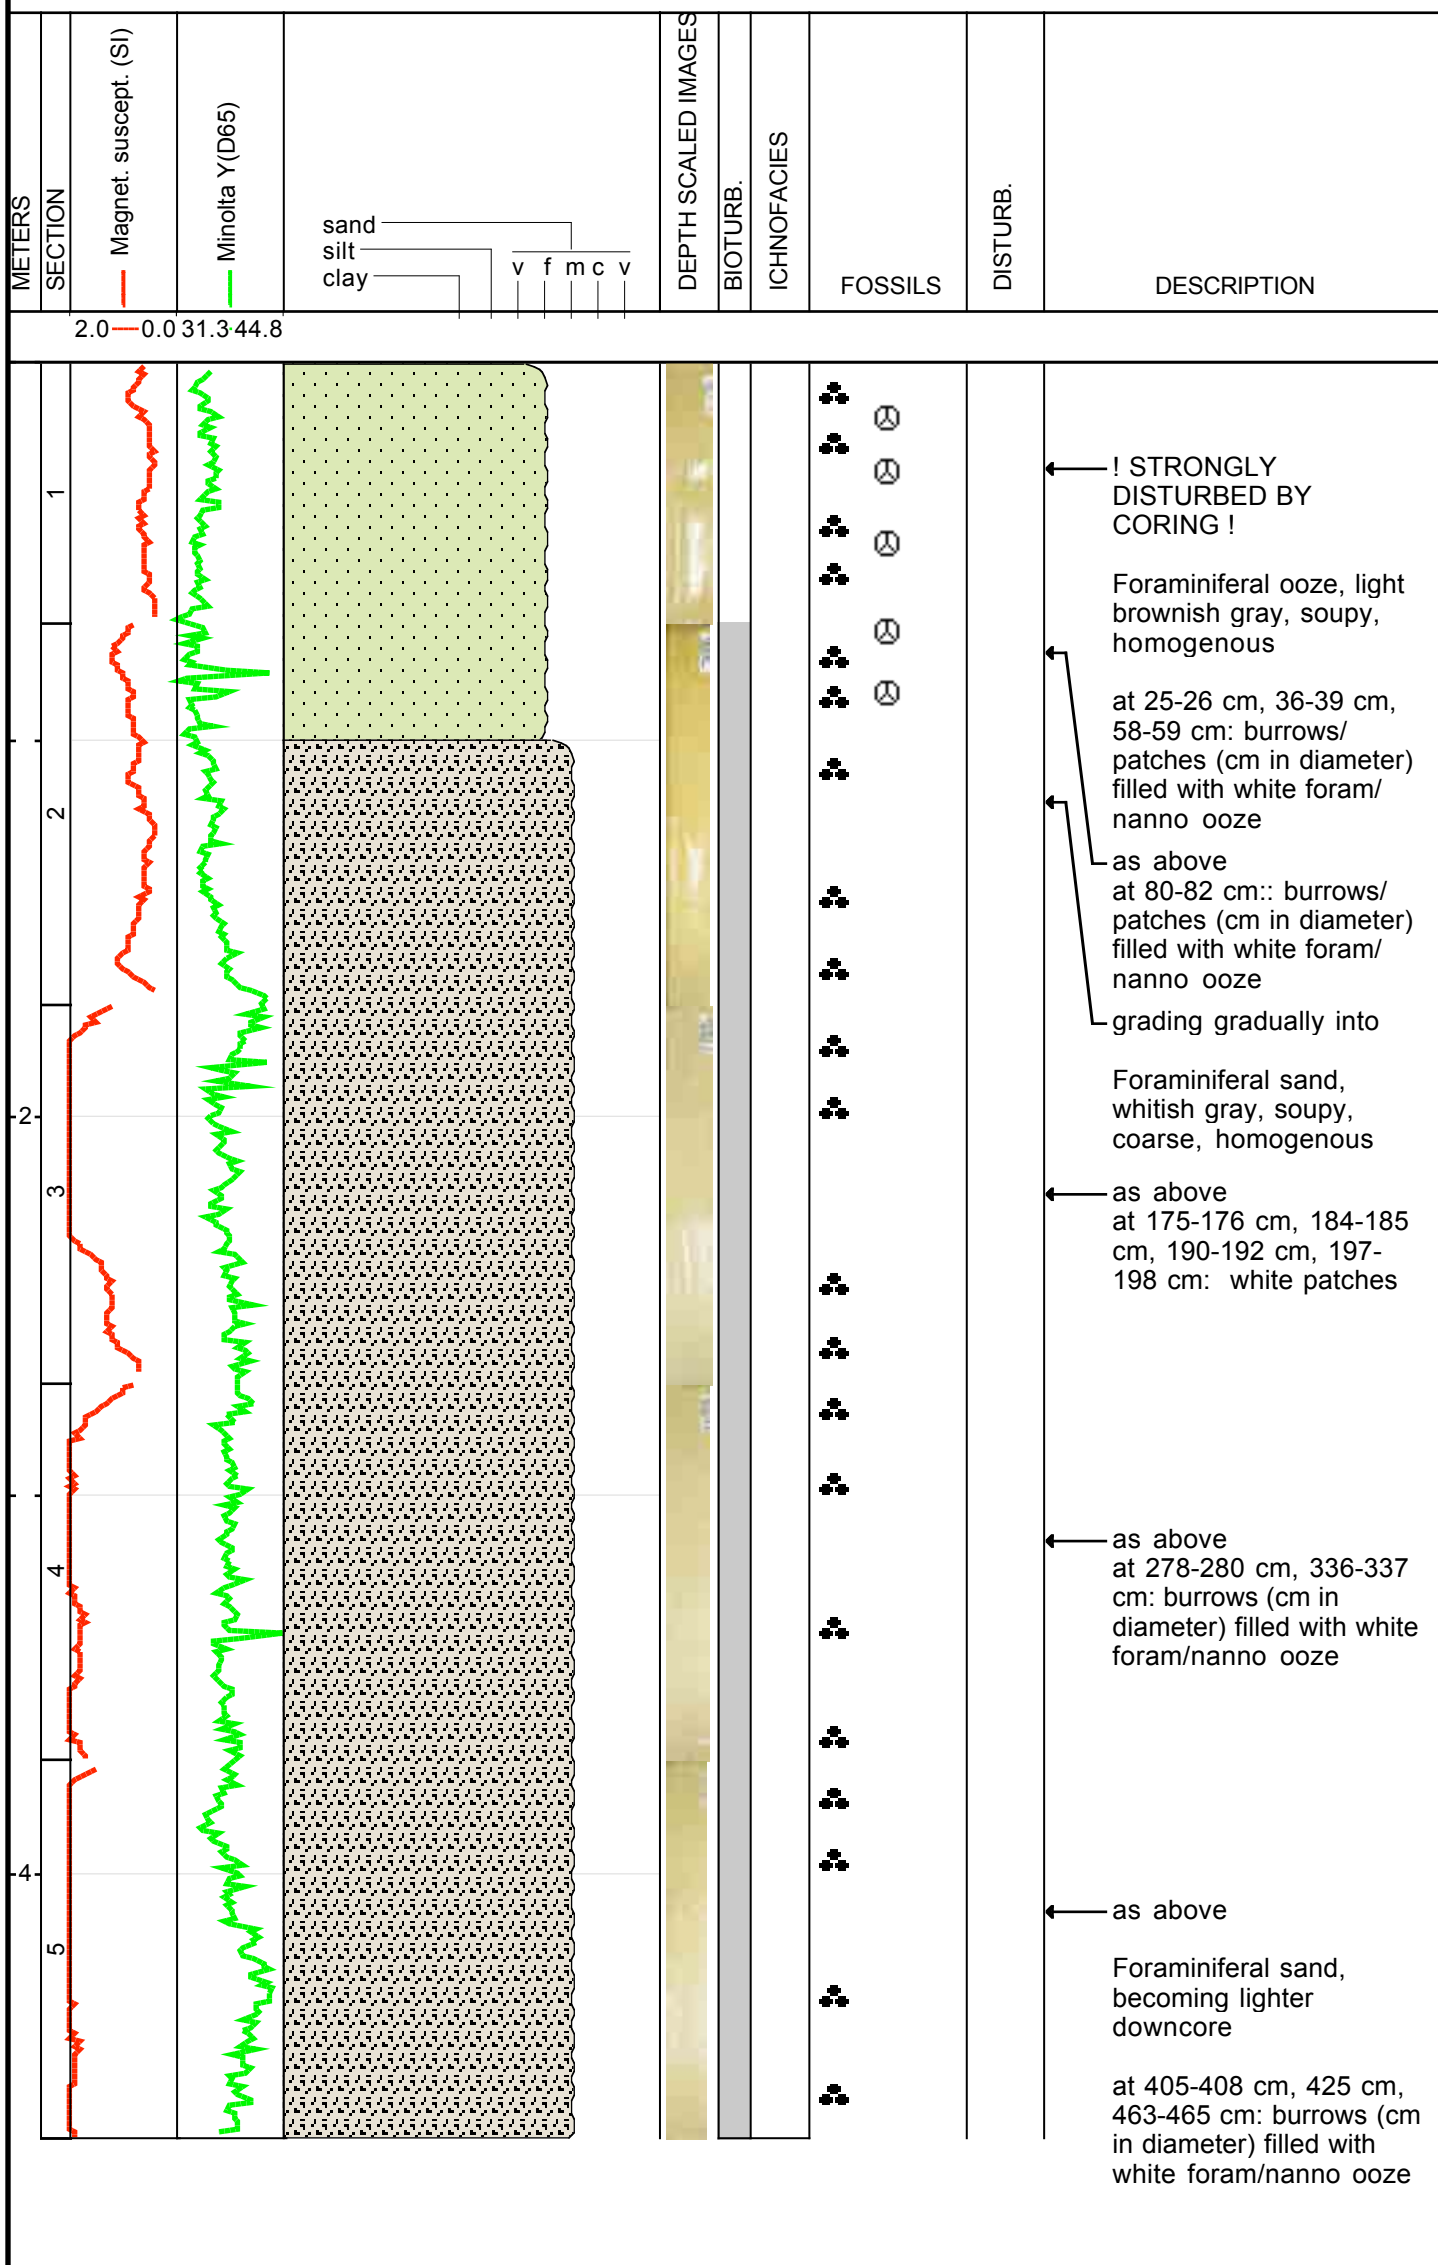 METERS
SECTION
Magnet. suscept. (SI)
Minolta Y(D65)
sand
silt
clay
v f m c v
DEPTH SCALED IMAGES
BIOTURB.
ICHNOFACIES
FOSSILS
DISTURB.
DESCRIPTION
2.0 0.0 31.3 44.8
1
2
3
4
5
2
4
! STRONGLY
DISTURBED BY
CORING !
Foraminiferal ooze, light
brownish gray, soupy,
homogenous
at 25-26 cm, 36-39 cm,
58-59 cm: burrows/
patches (cm in diameter)
filled with white foram/
nanno ooze
as above
at 80-82 cm:: burrows/
patches (cm in diameter)
filled with white foram/
nanno ooze
grading gradually into
Foraminiferal sand,
whitish gray, soupy,
coarse, homogenous
as above
at 175-176 cm, 184-185
cm, 190-192 cm, 197-
198 cm: white patches
as above
at 278-280 cm, 336-337
cm: burrows (cm in
diameter) filled with white
foram/nanno ooze
as above
Foraminiferal sand,
becoming lighter
downcore
at 405-408 cm, 425 cm,
463-465 cm: burrows (cm
in diameter) filled with
white foram/nanno ooze